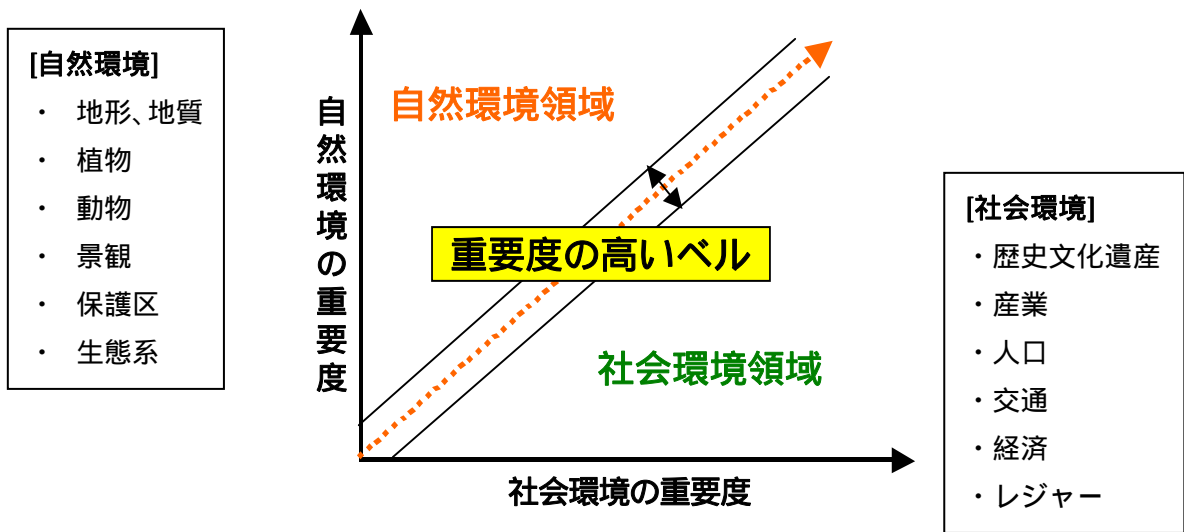 [自然環境]
・ 地形、地質
・ 植物
・ 動物
・ 景観
・ 保護区
・ 生態系
自然環境の重要度
自然環境領域
重要度の高いベル
社会環境領域
社会環境の重要度
[社会環境]
・歴史文化遺産
・産業
・人口
・交通
・経済
・レジャー